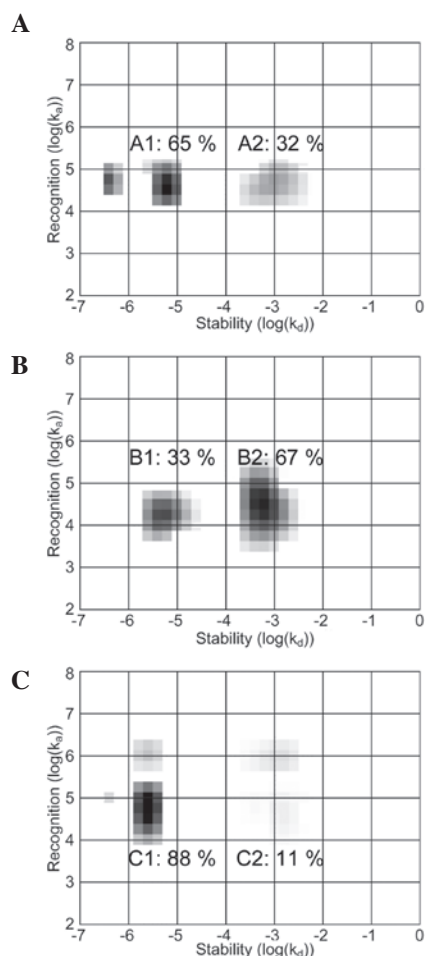 A
8
7
6
5
4
3
2
Recognition (log(kₐ))
A1: 65 % A2: 32 %
-7 -6 -5 -4 -3 -2 -1 0
Stability (log(k_d))
B
8
7
6
5
4
3
2
Recognition (log(kₐ))
B1: 33 % B2: 67 %
-7 -6 -5 -4 -3 -2 -1 0
Stability (log(k_d))
C
8
7
6
5
4
3
2
Recognition (log(kₐ))
C1: 88 % C2: 11 %
-7 -6 -5 -4 -3 -2 -1 0
Stability (log(k_d))